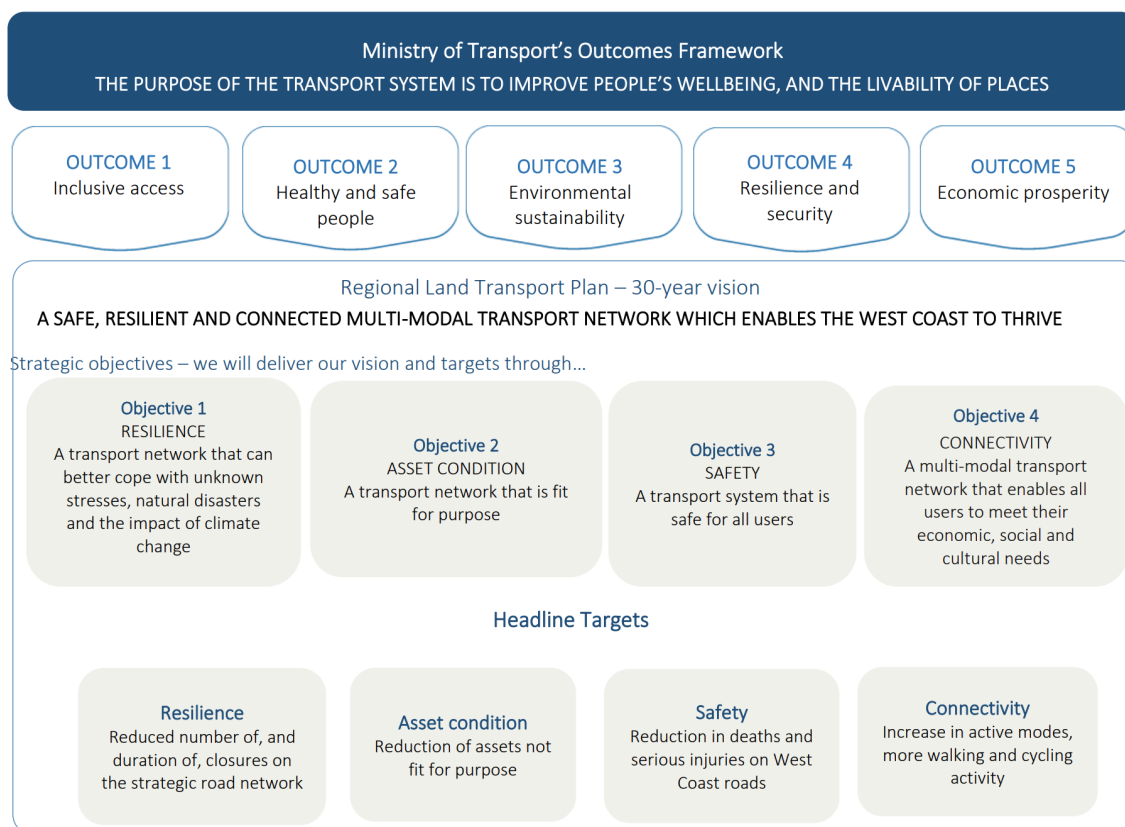 Ministry of Transport's Outcomes Framework
THE PURPOSE OF THE TRANSPORT SYSTEM IS TO IMPROVE PEOPLE'S WELLBEING, AND THE LIVABILITY OF PLACES
OUTCOME 1
Inclusive access
OUTCOME 2
Healthy and safe
people
OUTCOME 3
Environmental
sustainability
OUTCOME 4
Resilience and
security
OUTCOME 5
Economic prosperity
Regional Land Transport Plan – 30-year vision
A SAFE, RESILIENT AND CONNECTED MULTI-MODAL TRANSPORT NETWORK WHICH ENABLES THE WEST COAST TO THRIVE
Strategic objectives – we will deliver our vision and targets through…
Objective 1
RESILIENCE
A transport network that can
better cope with unknown
stresses, natural disasters
and the impact of climate
change
Objective 2
ASSET CONDITION
A transport network that is fit
for purpose
Objective 3
SAFETY
A transport system that is
safe for all users
Objective 4
CONNECTIVITY
A multi-modal transport
network that enables all
users to meet their
economic, social and
cultural needs
Headline Targets
Resilience
Reduced number of, and
duration of, closures on
the strategic road network
Asset condition
Reduction of assets not
fit for purpose
Safety
Reduction in deaths and
serious injuries on West
Coast roads
Connectivity
Increase in active modes,
more walking and cycling
activity